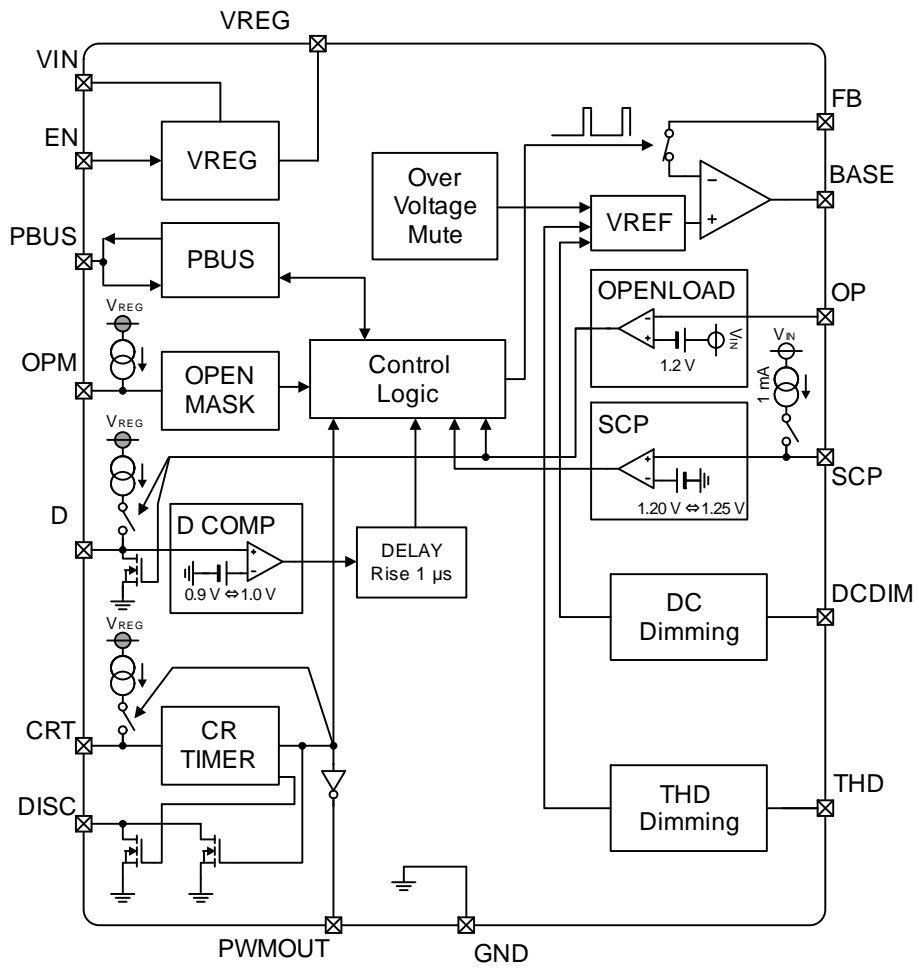 VREG
VIN
EN
VREG
FB
BASE
Over
Voltage
Mute
VREF
−
+
PBUS
PBUS
OPENLOAD
OP
VREG
−
+
1.2 V
VIN
VIN
1 mA
OPM
OPEN
MASK
Control
Logic
SCP
+
−
1.20 V ⇔ 1.25 V
SCP
VREG
D
D COMP
+
−
0.9 V ⇔ 1.0 V
DELAY
Rise 1 µs
DC
Dimming
DCDIM
VREG
CRT
CR
TIMER
DISC
THD
Dimming
THD
PWMOUT
GND